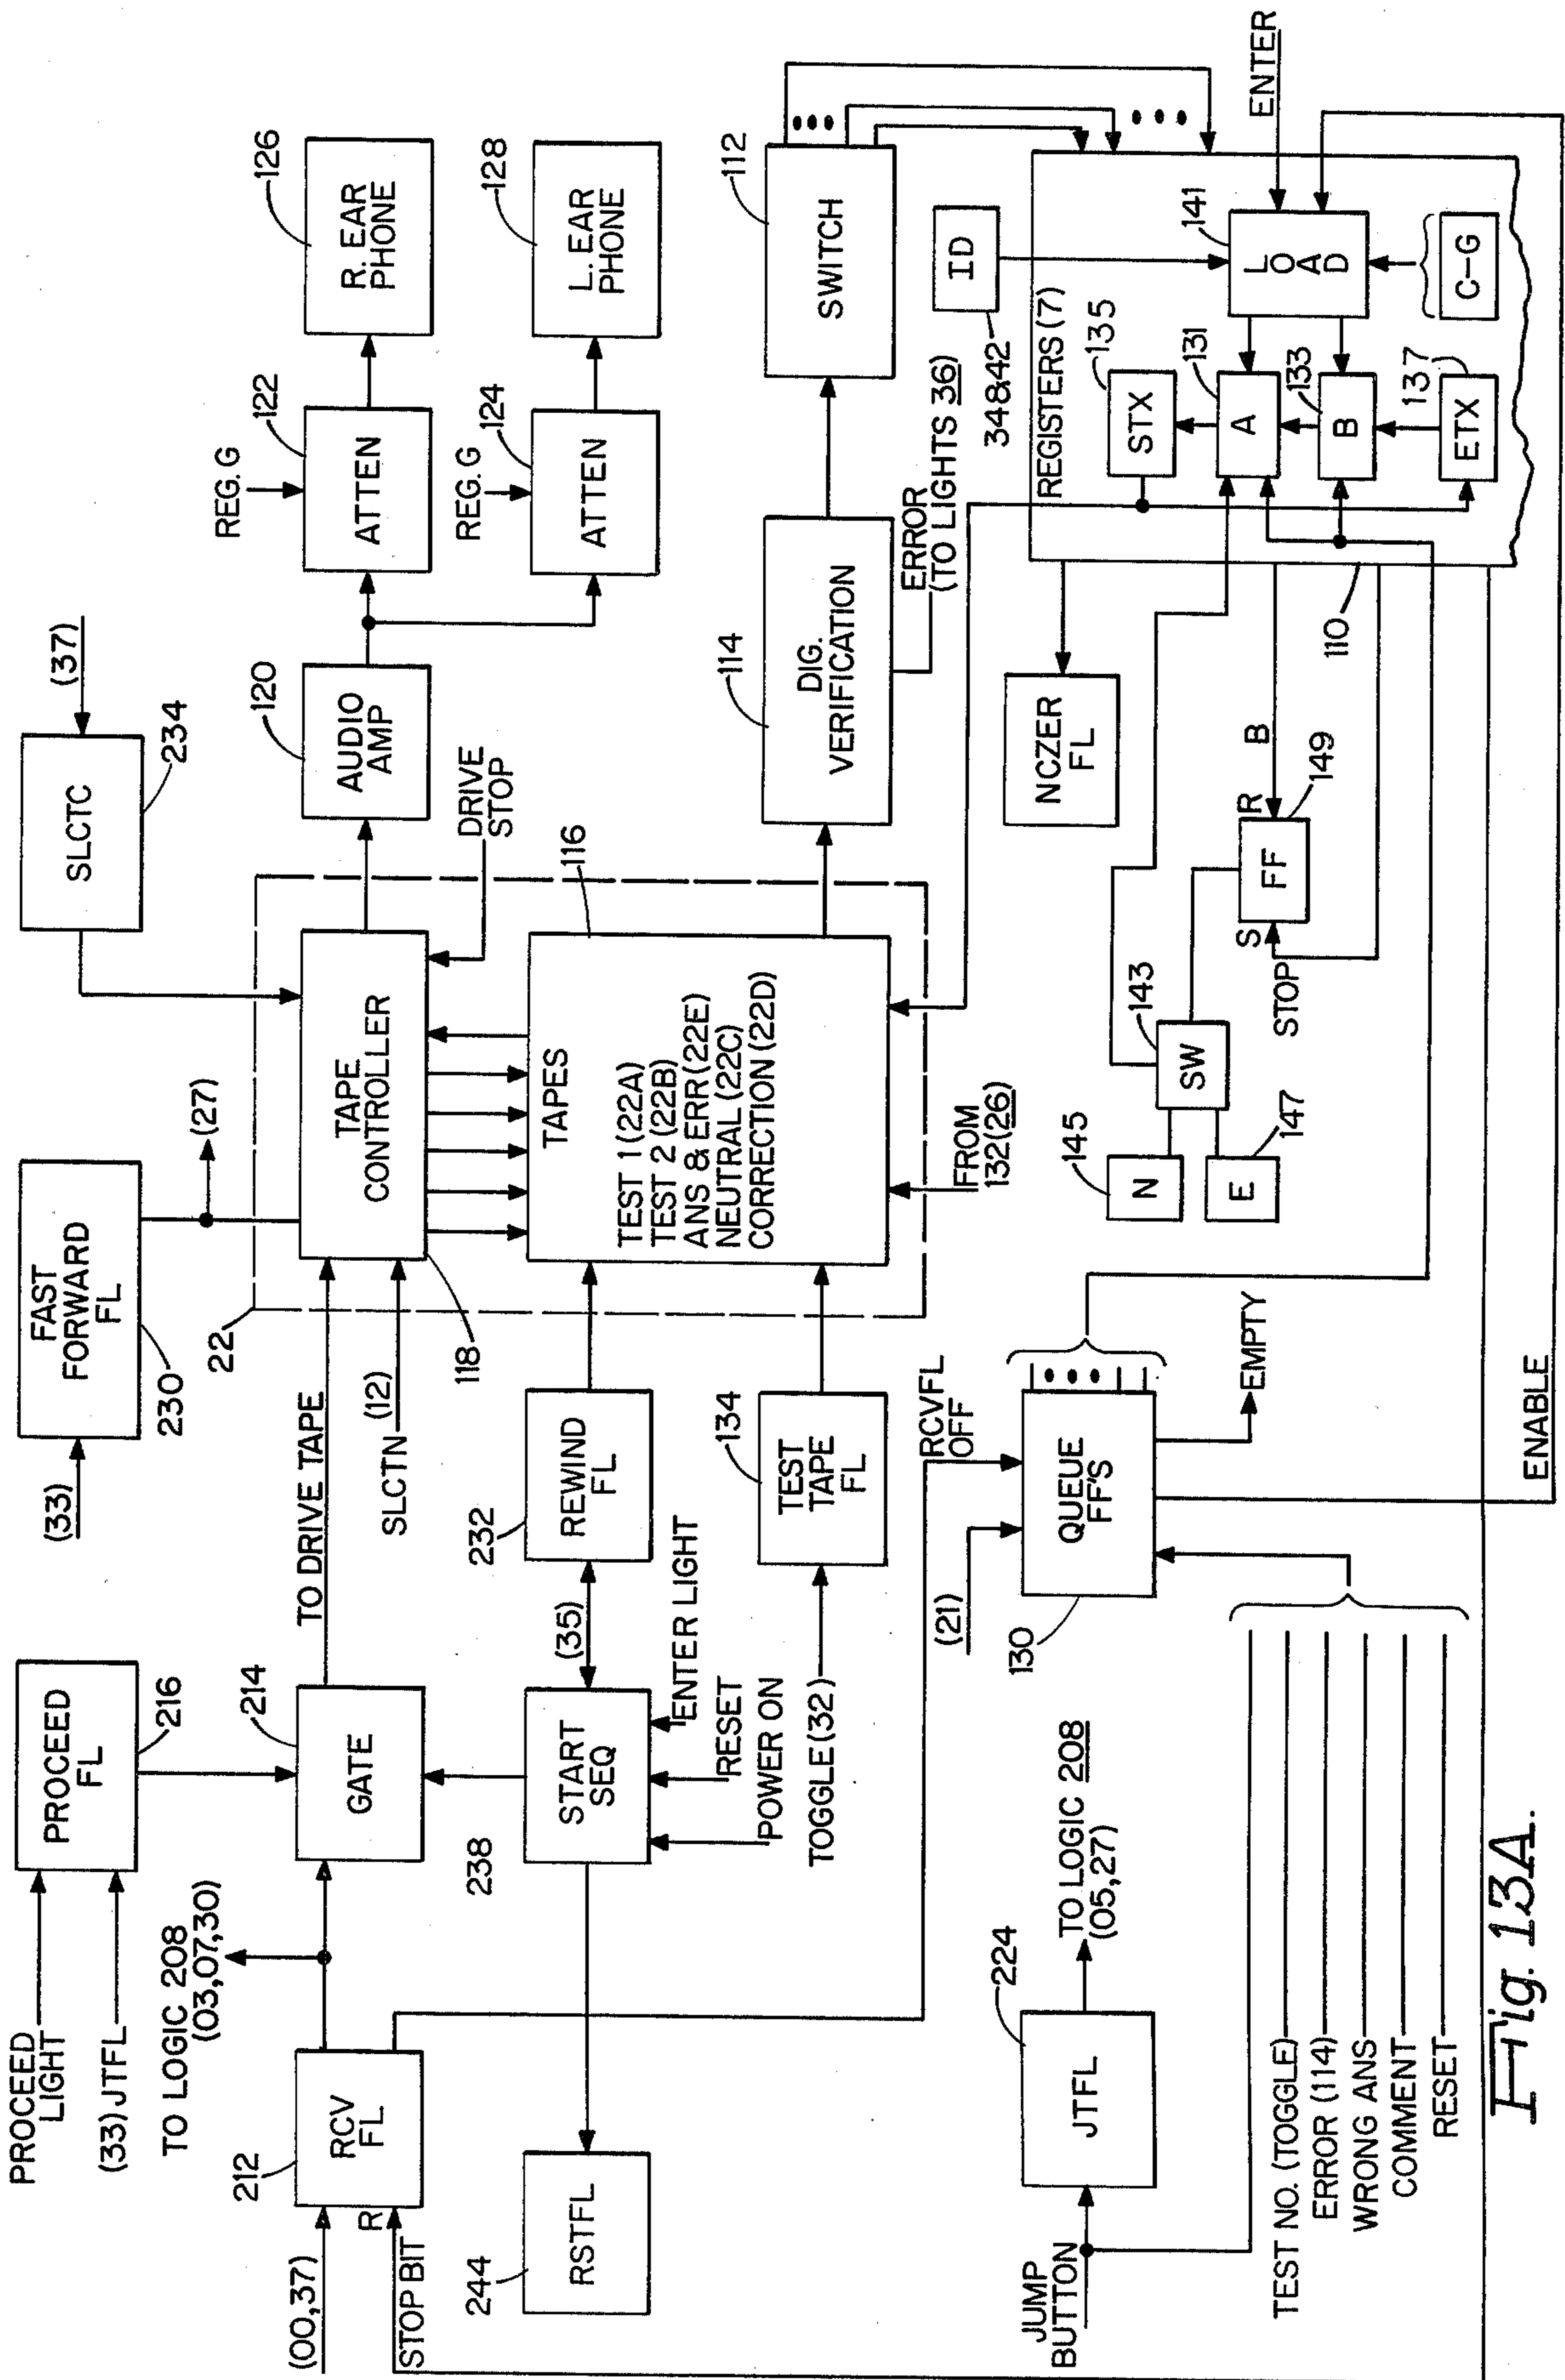 PROCEED
LIGHT
(33) JTFL
PROCEED
FL
216
(33)
FAST
FORWARD
FL
230
(27)
SLCTC
234
(37)
TO LOGIC 208
(03,07,30)
(00,37)
212
RCV
FL
R
STOP BIT
214
GATE
TO DRIVE TAPE
SLCTN (12)
118
22
TAPE
CONTROLLER
DRIVE
STOP
120
AUDIO
AMP
REG. G
122
ATTEN
126
R. EAR
PHONE
REG. G
124
ATTEN
128
L. EAR
PHONE
244
RSTFL
238
START
SEQ
(35)
ENTER LIGHT
RESET
POWER ON
232
REWIND
FL
TOGGLE (32)
134
TEST
TAPE
FL
116
TAPES
TEST 1 (22A)
TEST 2 (22B)
ANS & ERR (22E)
NEUTRAL (22C)
CORRECTION (22D)
FROM
132 (26)
114
DIG.
VERIFICATION
ERROR
(TO LIGHTS 36)
112
SWITCH
ID
34&42
JUMP
BUTTON
224
JTFL
TO LOGIC 208
(05,27)
(21)
RCVFL
OFF
130
QUEUE
FF'S
EMPTY
ENABLE
TEST NO. (TOGGLE)
ERROR (114)
WRONG ANS
COMMENT
RESET
145
N
147
E
143
SW
S
STOP
FF
R
149
B
NCZER
FL
110
REGISTERS (7)
STX
135
131
A
133
B
137
ETX
141
LOAD
ENTER
C-G
Fig. 13A.